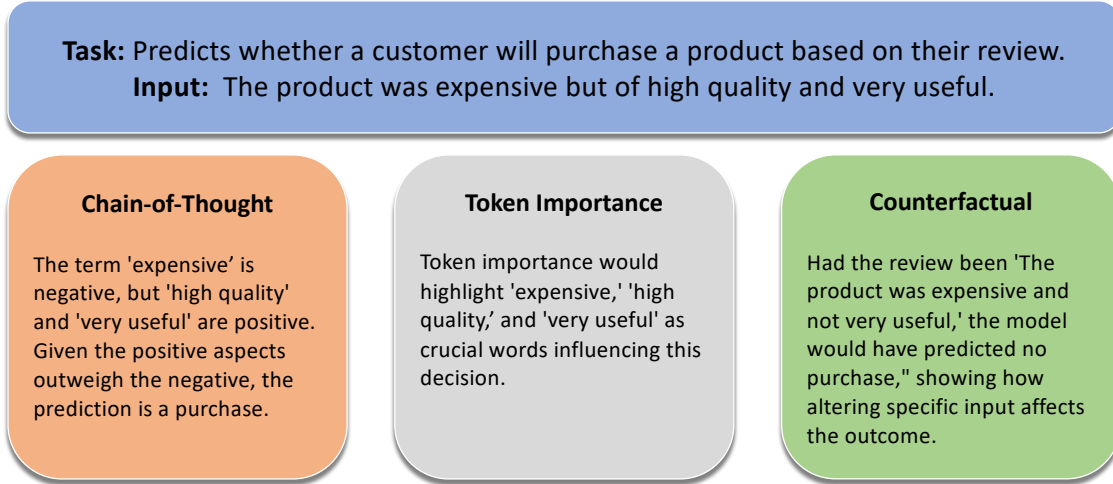 Task: Predicts whether a customer will purchase a product based on their review.
Input: The product was expensive but of high quality and very useful.
Chain-of-Thought
The term 'expensive’ is
negative, but 'high quality'
and 'very useful' are positive.
Given the positive aspects
outweigh the negative, the
prediction is a purchase.
Token Importance
Token importance would
highlight 'expensive,' 'high
quality,’ and 'very useful' as
crucial words influencing this
decision.
Counterfactual
Had the review been 'The
product was expensive and
not very useful,' the model
would have predicted no
purchase," showing how
altering specific input affects
the outcome.